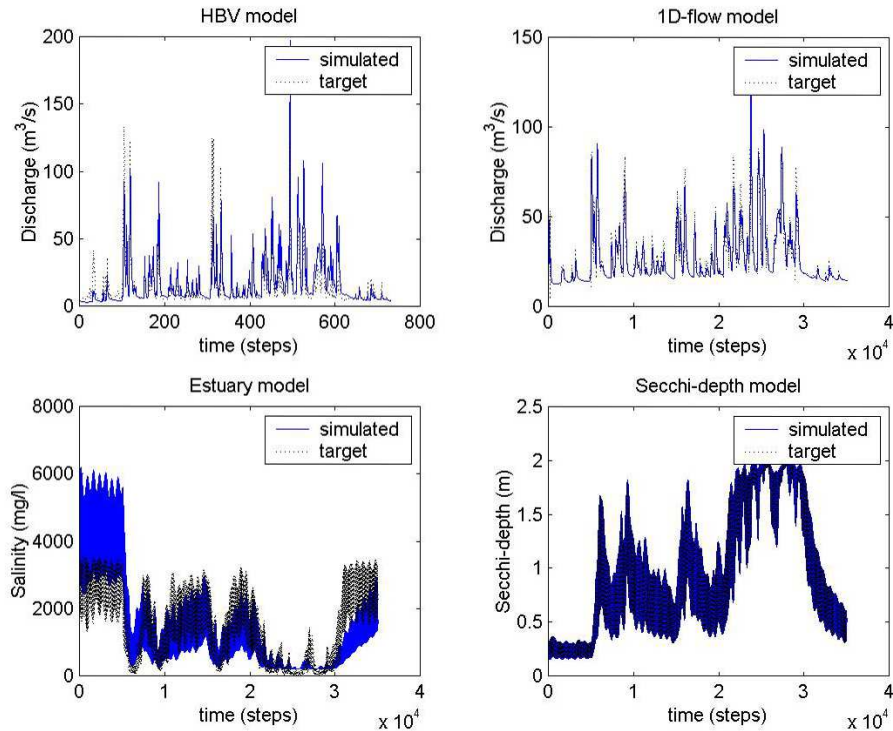 HBV model
200
150
100
50
0
Discharge (m³/s)
simulated
target
0 200 400 600 800
time (steps)
1D-flow model
150
100
50
0
Discharge (m³/s)
simulated
target
0 1 2 3 4
time (steps)
x 10⁴
Estuary model
8000
6000
4000
2000
0
Salinity (mg/l)
simulated
target
0 1 2 3 4
time (steps)
x 10⁴
Secchi-depth model
2.5
2
1.5
1
0.5
0
Secchi-depth (m)
simulated
target
0 1 2 3 4
time (steps)
x 10⁴